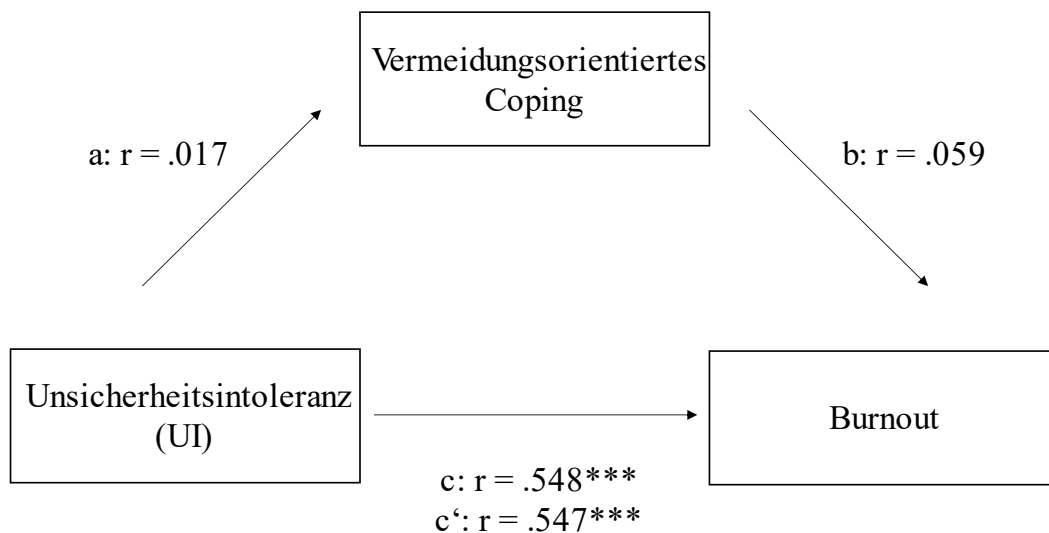 Vermeidungsorientiertes
Coping
a: r = .017
b: r = .059
Unsicherheitsintoleranz
(UI)
Burnout
c: r = .548***
c‘: r = .547***